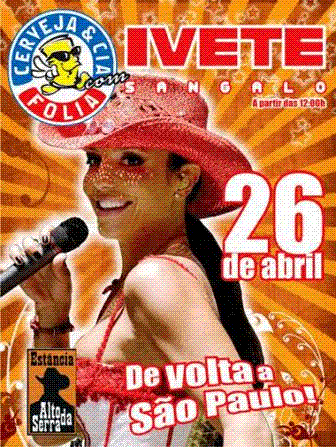 CERVEJA & CIA
.com
FOLIA
IVETE
SANGALO
A partir das 12:00h
26
de abril
Estância
Alto
da
Serra
De volta a
São Paulo!